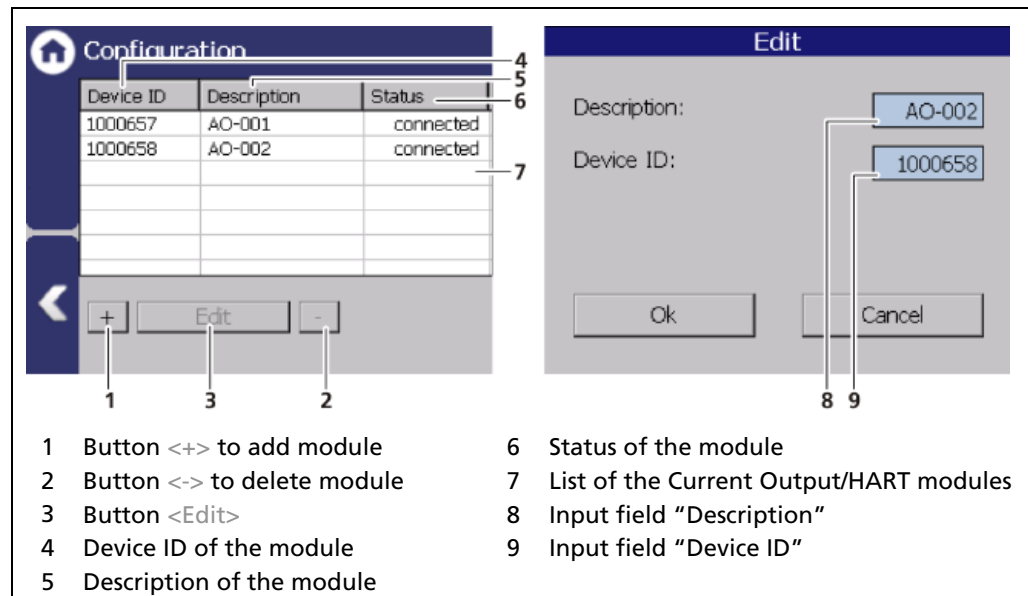 Configuration
Device ID Description Status
1000657 AO-001 connected
1000658 AO-002 connected
+ Edit -
4
5
6
7
1 3 2
Edit
Description: AO-002
Device ID: 1000658
Ok Cancel
8 9
1 Button <+> to add module
2 Button <-> to delete module
3 Button <Edit>
4 Device ID of the module
5 Description of the module
6 Status of the module
7 List of the Current Output/HART modules
8 Input field “Description”
9 Input field “Device ID”